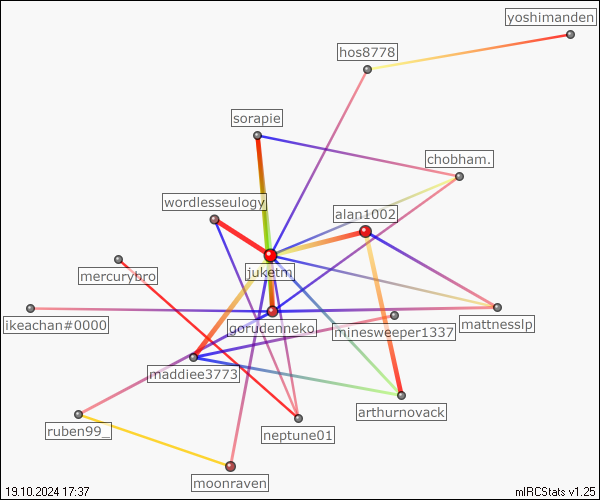 yoshimanden
hos8778
sorapie
chobham.
wordlesseulogy
alan1002
juketm
mercurybro
ikeachan#0000
gorudenneko
minesweeper1337
mattnesslp
maddiee3773
arthurnovack
ruben99_
neptune01
moonraven
19.10.2024 17:37
mIRCStats v1.25